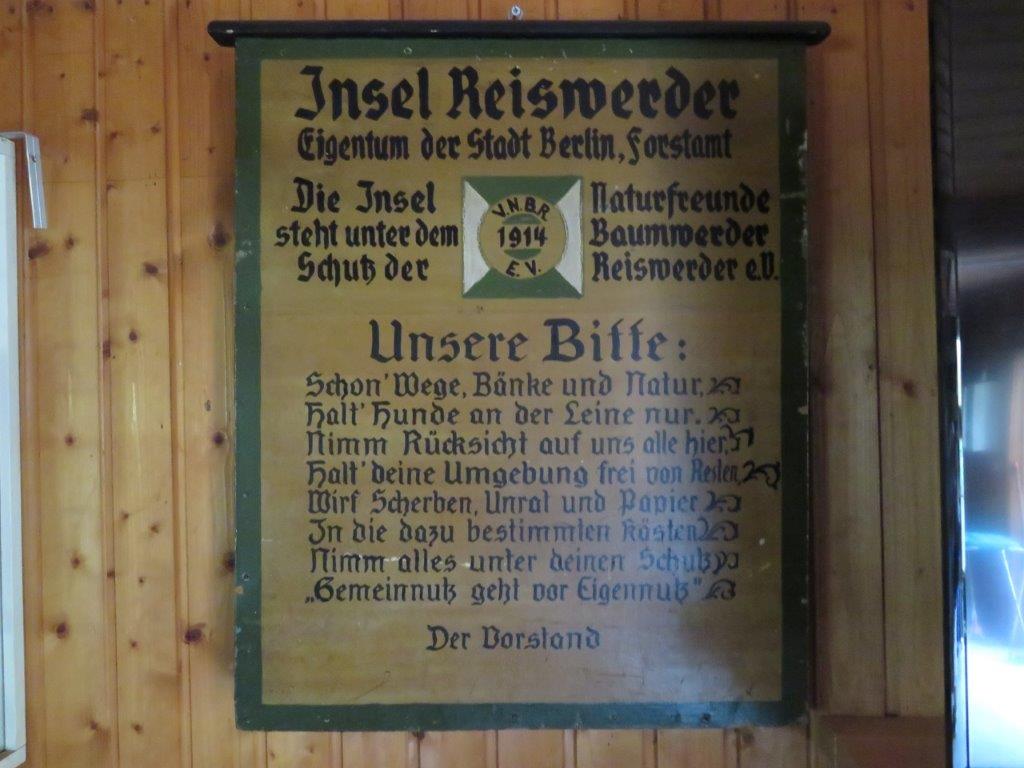 Insel Reiswerder
Eigentum der Stadt Berlin, Forstamt
Die Insel
steht unter dem
Schutz der
V.N.B.R.
1914
E.V.
Naturfreunde
Baumwerder
Reiswerder e.V.
Unsere Bitte:
Schon' Wege, Bänke und Natur,
Halt' Hunde an der Leine nur.
Nimm Rücksicht auf uns alle hier,
Halt' deine Umgebung frei von Resten,
Wirf Scherben, Unrat und Papier
In die dazu bestimmten Kästen
Nimm alles unter deinen Schutz
„Gemeinnutz geht vor Eigennutz"
Der Vorstand